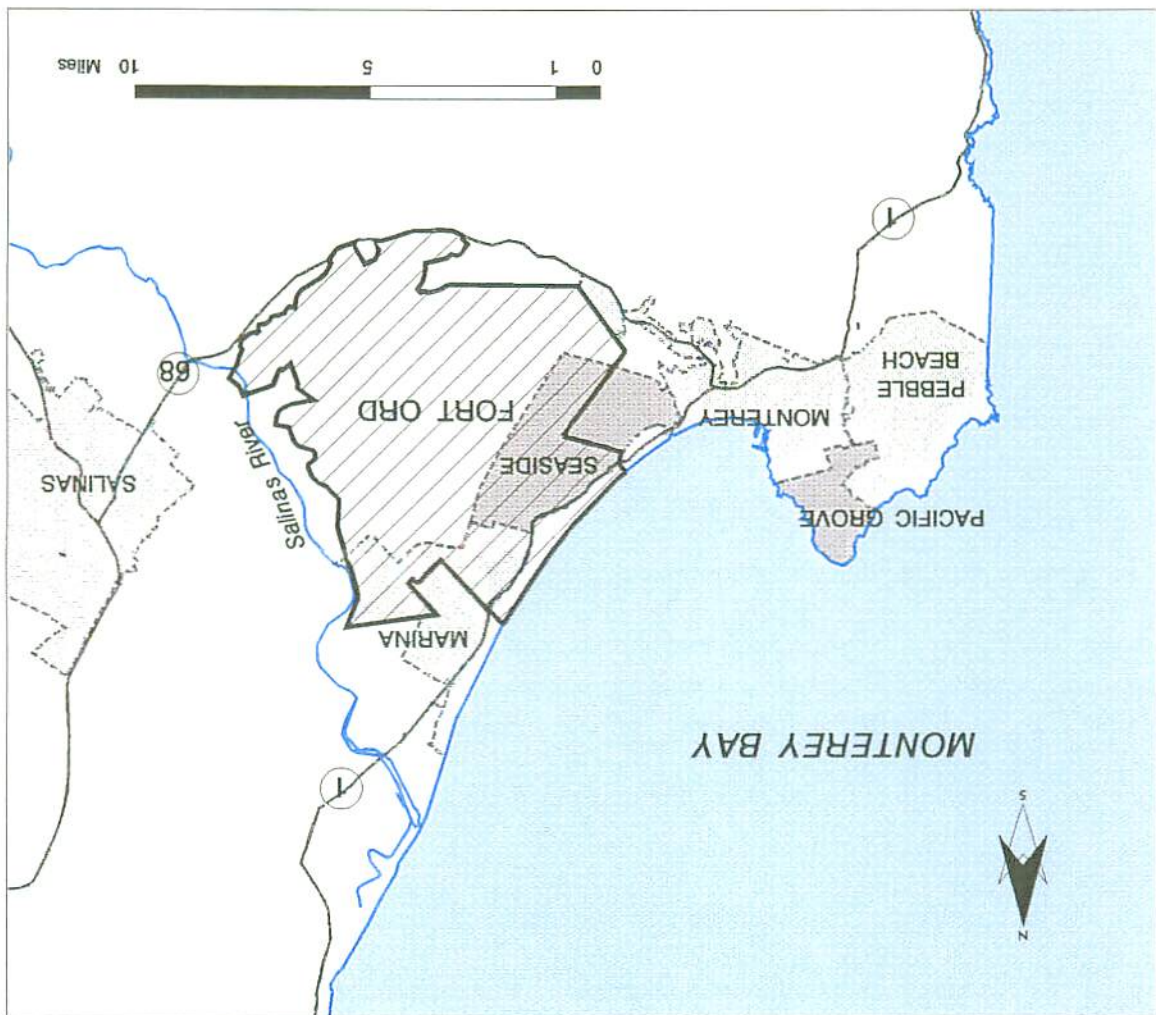 N
S
1
MONTEREY BAY
MARINA
PACIFIC GROVE
Salinas River
SALINAS
SEASIDE
MONTEREY
FORT ORD
PEBBLE
BEACH
68
1
0 1 5 10 Miles